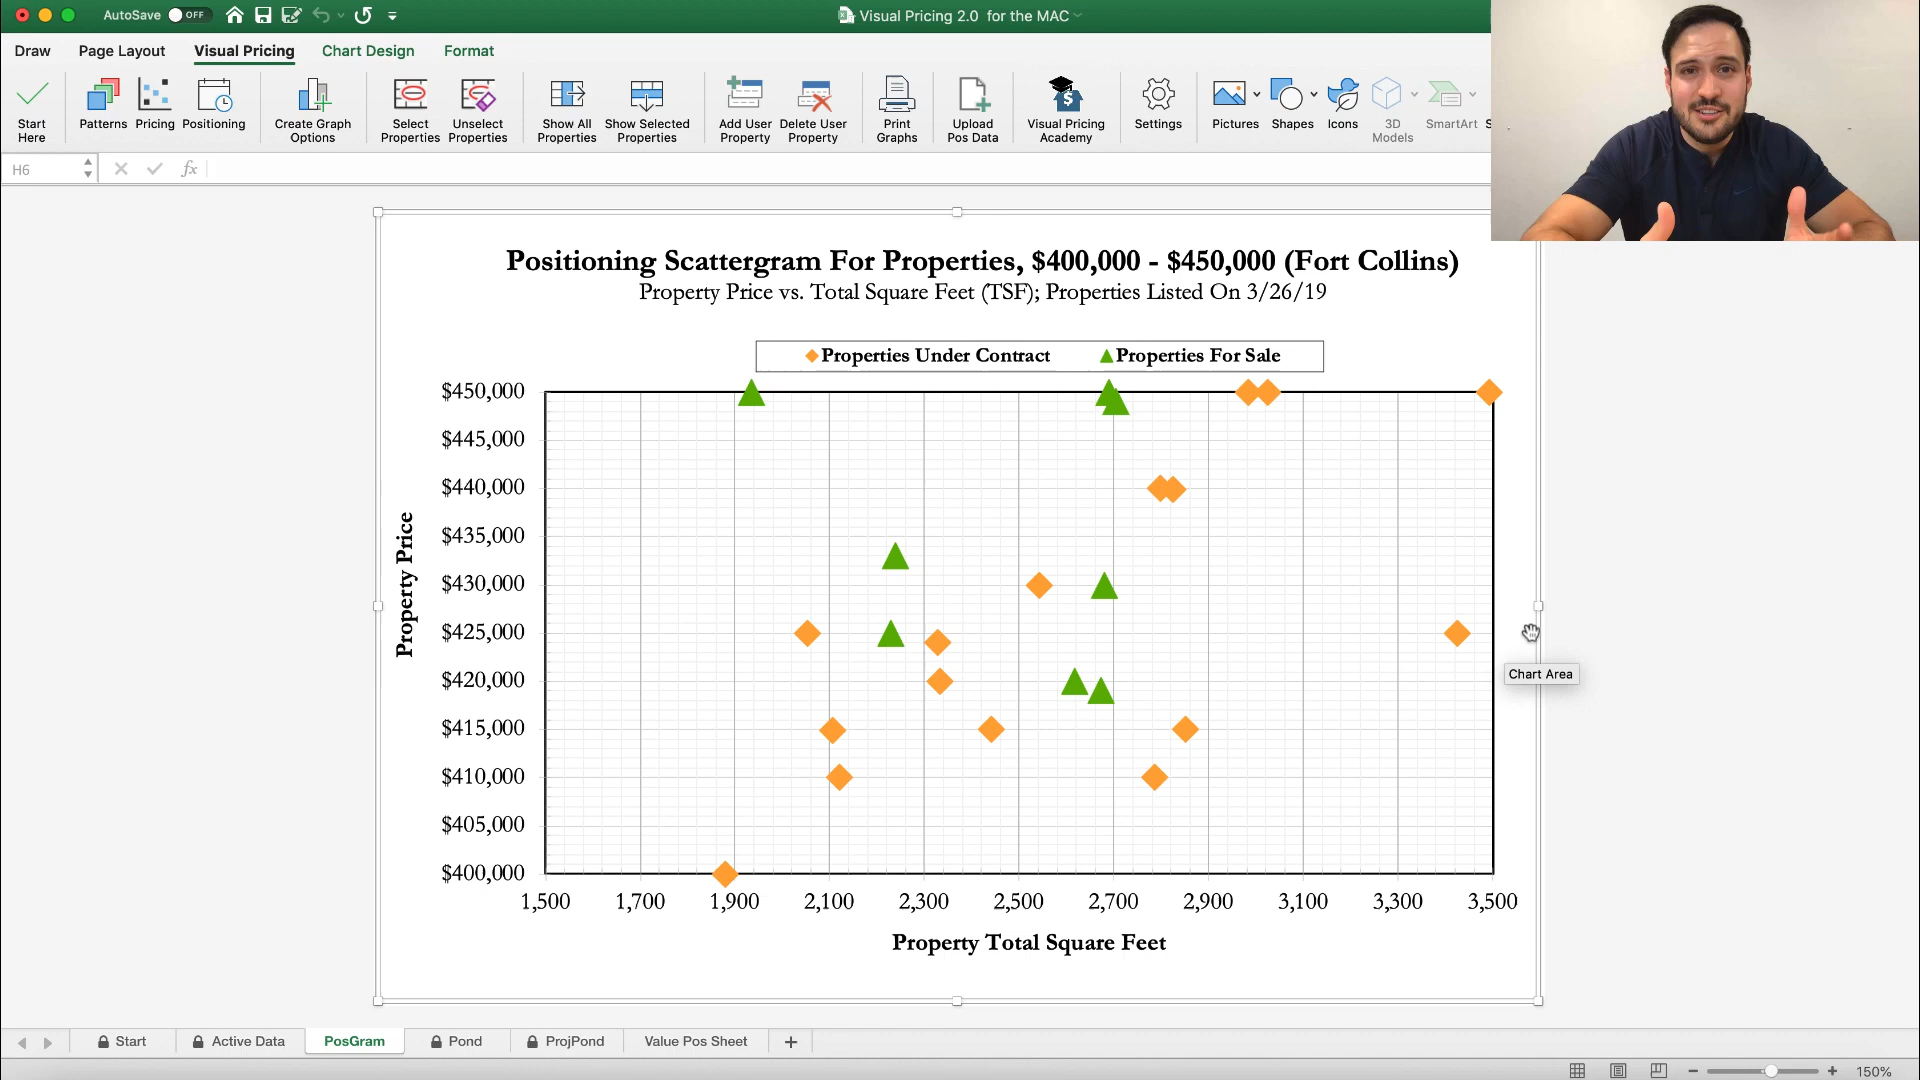 AutoSave OFF
Visual Pricing 2.0 for the MAC
Draw Page Layout Visual Pricing Chart Design Format
Start Here
Patterns
Pricing
Positioning
Create Graph Options
Select Properties
Unselect Properties
Show All Properties
Show Selected Properties
Add User Property
Delete User Property
Print Graphs
Upload Pos Data
Visual Pricing Academy
Settings
Pictures
Shapes
Icons
3D Models
SmartArt
S
H6
fx
Positioning Scattergram For Properties, $400,000 - $450,000 (Fort Collins)
Property Price vs. Total Square Feet (TSF); Properties Listed On 3/26/19
Properties Under Contract Properties For Sale
$450,000
$445,000
$440,000
$435,000
$430,000
$425,000
$420,000
$415,000
$410,000
$405,000
$400,000
Property Price
1,500 1,700 1,900 2,100 2,300 2,500 2,700 2,900 3,100 3,300 3,500
Property Total Square Feet
Chart Area
Start Active Data PosGram Pond ProjPond Value Pos Sheet +
150%